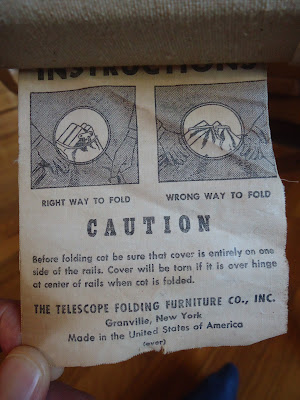 INSTRUCTIONS
RIGHT WAY TO FOLD WRONG WAY TO FOLD
CAUTION
Before folding cot be sure that cover is entirely on one
side of the rails. Cover will be torn if it is over hinge
at center of rails when cot is folded.
THE TELESCOPE FOLDING FURNITURE CO., INC.
Granville, New York
Made in the United States of America
(over)